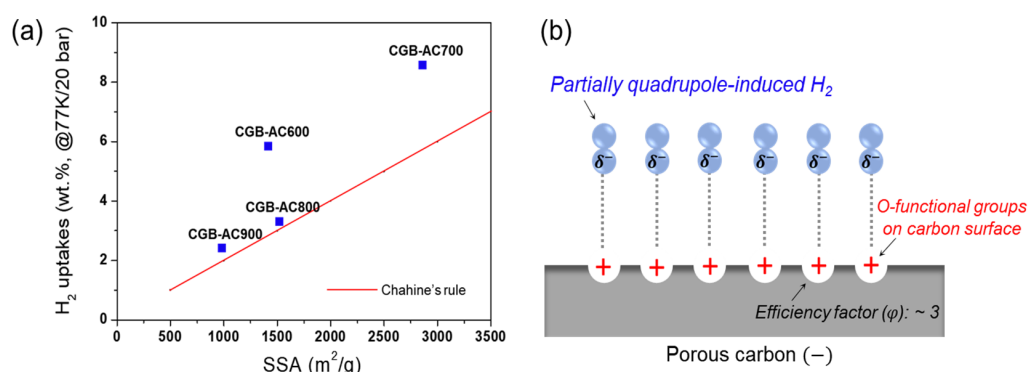 (a)
H₂ uptakes (wt.%, @77K/20 bar)
10
8
6
4
2
0
CGB-AC700
CGB-AC600
CGB-AC800
CGB-AC900
Chahine's rule
0 500 1000 1500 2000 2500 3000 3500
SSA (m²/g)
(b)
Partially quadrupole-induced H₂
δ⁻ δ⁻ δ⁻ δ⁻ δ⁻ δ⁻
O-functional groups
on carbon surface
+ + + + + +
Efficiency factor (φ): ~ 3
Porous carbon (−)